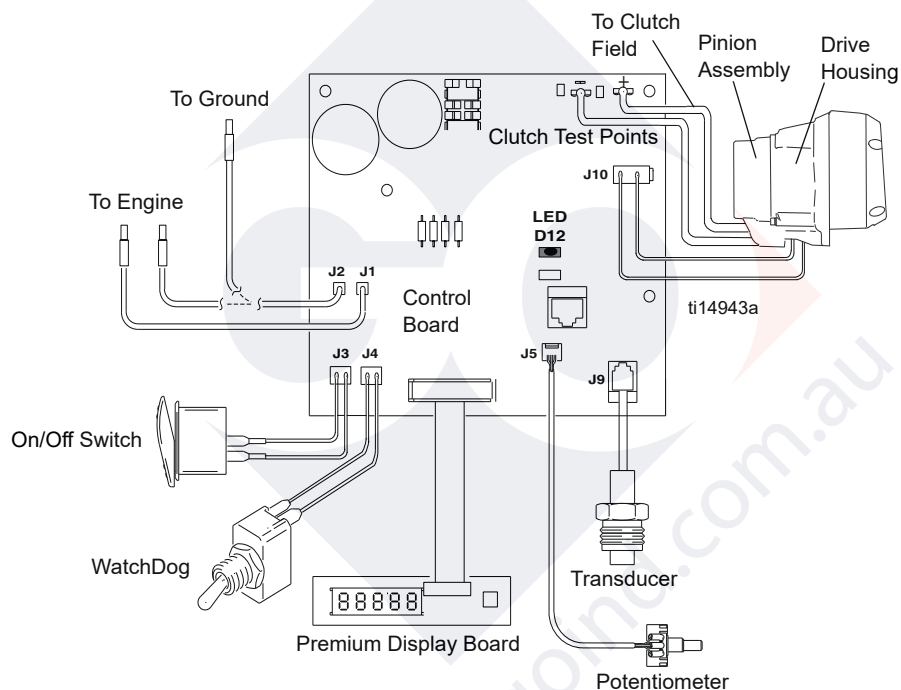 To Clutch
Field
Pinion
Assembly
Drive
Housing
To Ground
Clutch Test Points
J10
To Engine
LED
D12
J2
J1
Control
Board
ti14943a
J3
J4
J5
J9
On/Off Switch
WatchDog
Transducer
Premium Display Board
Potentiometer
88888
- +